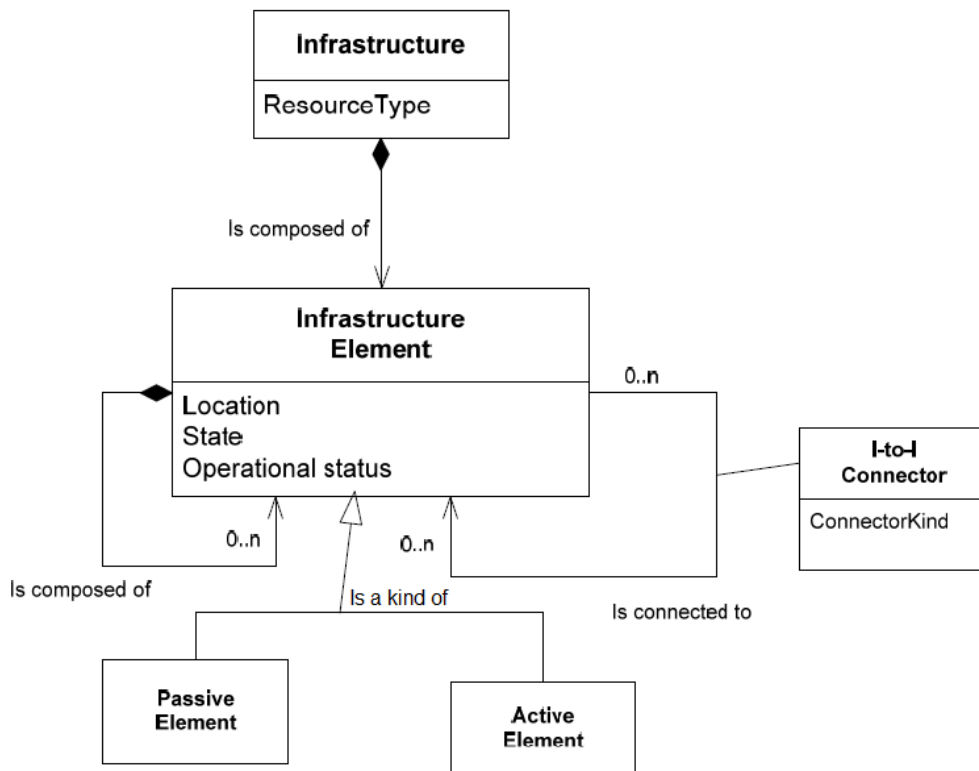 Infrastructure
ResourceType
Is composed of
Infrastructure
Element
Location
State
Operational status
0..n
I-to-I
Connector
ConnectorKind
0..n
0..n
Is composed of
Is a kind of
Is connected to
Passive
Element
Active
Element